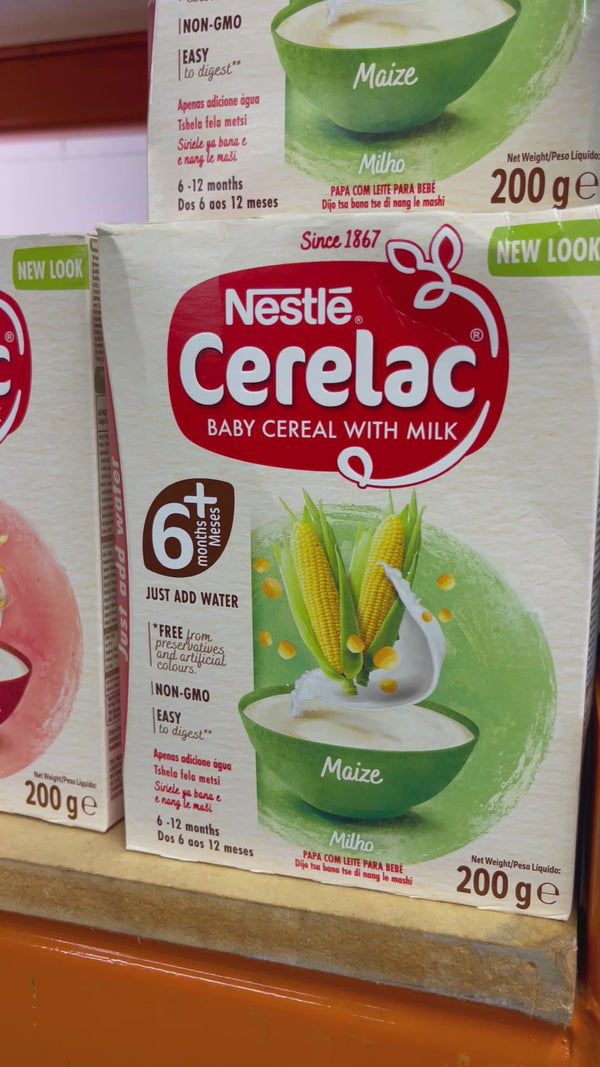 NON-GMO
EASY
to digest**
Apenas adicione água
Tshela fela metsi
Siriele ya bana e
e nang le maši
6 -12 months
Dos 6 aos 12 meses
Maize
Milho
PAPA COM LEITE PARA BEBÉ
Dijo tsa bana tse di nang le mashi
Net Weight/Peso Líquido:
200 g e
NEW LOOK
Net Weight/Peso Líquido:
200 g e
Just add water
Since 1867
NEW LOOK
Nestlé®
Cerelac®
BABY CEREAL WITH MILK
6+
months
Meses
JUST ADD WATER
*FREE from
preservatives
and artificial
colours.
NON-GMO
EASY
to digest**
Apenas adicione água
Tshela fela metsi
Siriele ya bana e
e nang le maši
6 -12 months
Dos 6 aos 12 meses
Maize
Milho
PAPA COM LEITE PARA BEBÉ
Dijo tsa bana tse di nang le mashi
Net Weight/Peso Líquido:
200 g e